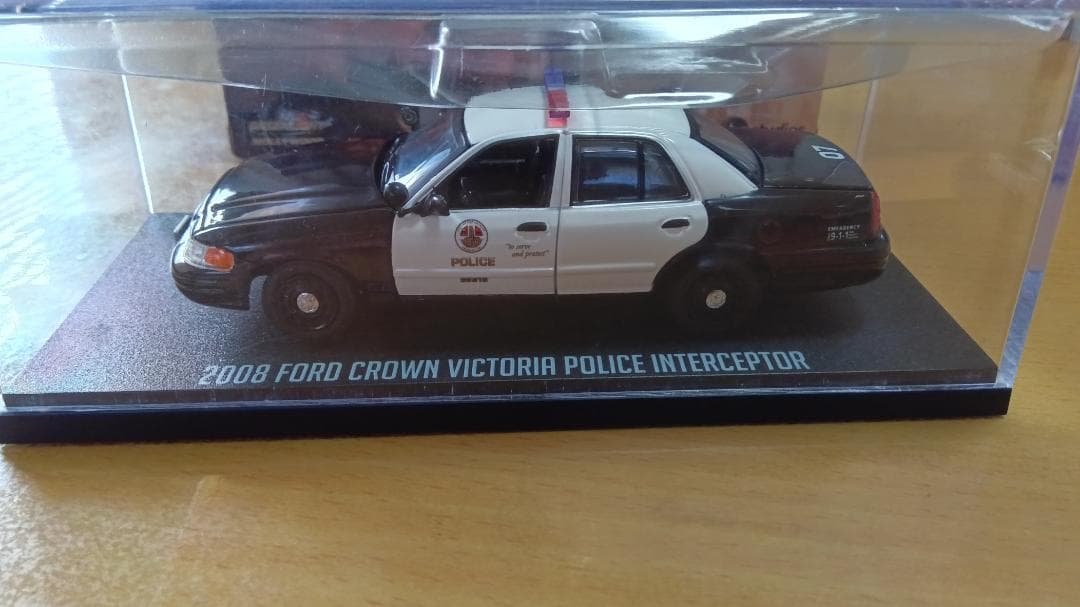 07
"to serve
and protect"
POLICE
EMERGENCY
9-1-1
2008 FORD CROWN VICTORIA POLICE INTERCEPTOR